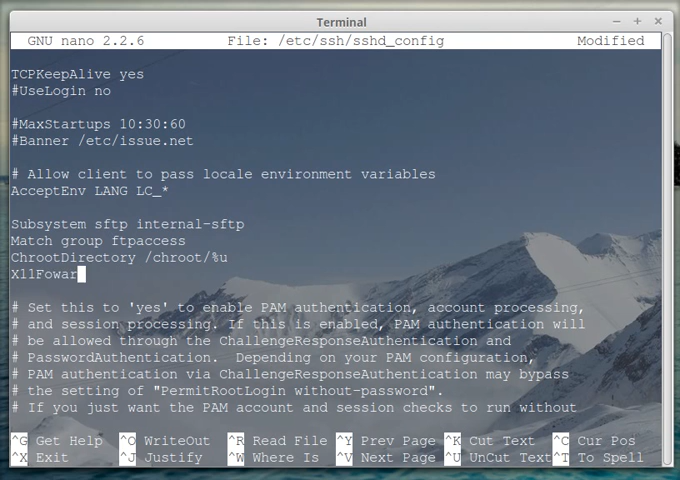 Terminal
GNU nano 2.2.6 File: /etc/ssh/sshd_config Modified
TCPKeepAlive yes
#UseLogin no
#MaxStartups 10:30:60
#Banner /etc/issue.net
# Allow client to pass locale environment variables
AcceptEnv LANG LC_*
Subsystem sftp internal-sftp
Match group ftpaccess
ChrootDirectory /chroot/%u
X11Fowar
# Set this to 'yes' to enable PAM authentication, account processing,
# and session processing. If this is enabled, PAM authentication will
# be allowed through the ChallengeResponseAuthentication and
# PasswordAuthentication. Depending on your PAM configuration,
# PAM authentication via ChallengeResponseAuthentication may bypass
# the setting of "PermitRootLogin without-password".
# If you just want the PAM account and session checks to run without
^G Get Help ^O WriteOut ^R Read File ^Y Prev Page ^K Cut Text ^C Cur Pos
^X Exit ^J Justify ^W Where Is ^V Next Page ^U UnCut Text ^T To Spell